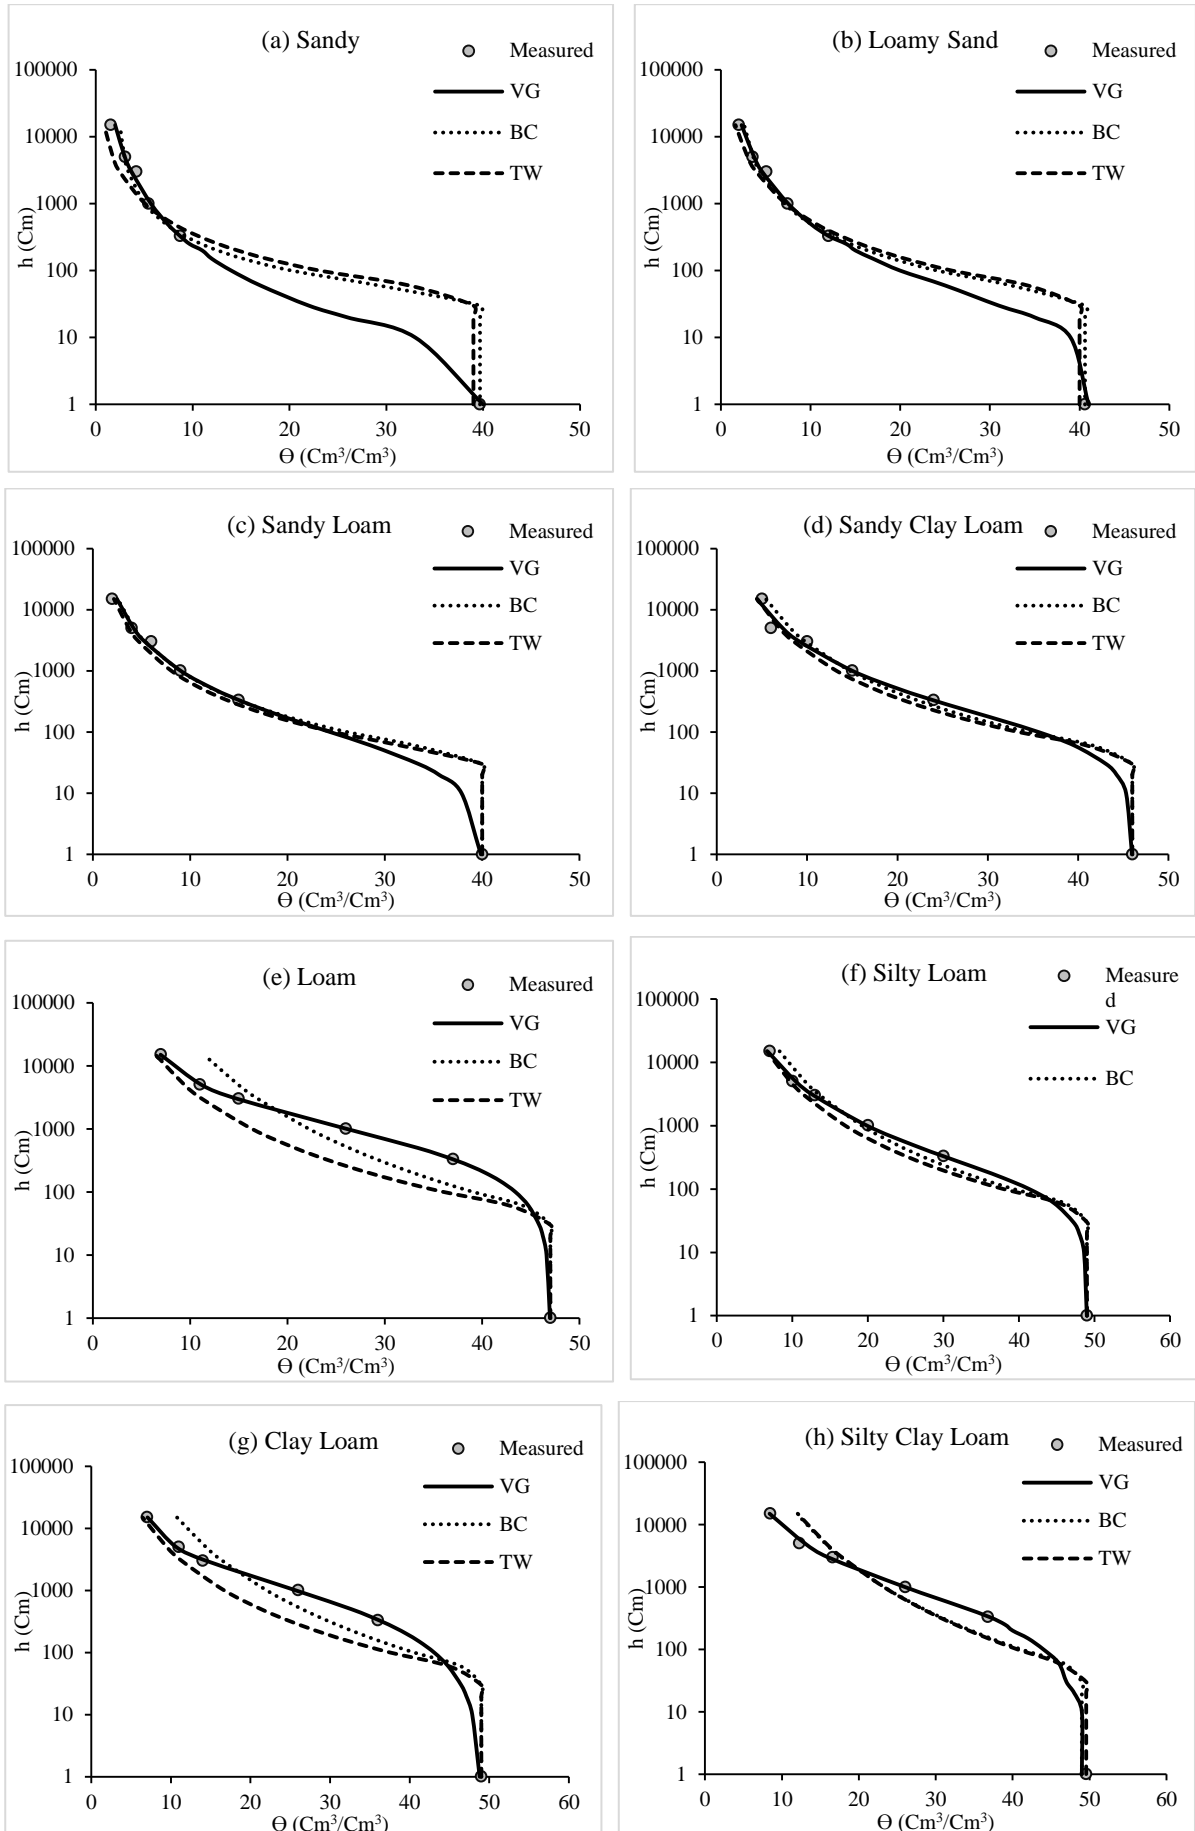 (a) Sandy
Measured
VG
BC
TW
100000
10000
1000
100
10
1
h (Cm)
0 10 20 30 40 50
Ө (Cm³/Cm³)
(b) Loamy Sand
Measured
VG
BC
TW
100000
10000
1000
100
10
1
h (Cm)
0 10 20 30 40 50
Ө (Cm³/Cm³)
(c) Sandy Loam
Measured
VG
BC
TW
100000
10000
1000
100
10
1
h (Cm)
0 10 20 30 40 50
Ө (Cm³/Cm³)
(d) Sandy Clay Loam
Measured
VG
BC
TW
100000
10000
1000
100
10
1
h (Cm)
0 10 20 30 40 50
Ө (Cm³/Cm³)
(e) Loam
Measured
VG
BC
TW
100000
10000
1000
100
10
1
h (Cm)
0 10 20 30 40 50
Ө (Cm³/Cm³)
(f) Silty Loam
Measure
d
VG
BC
100000
10000
1000
100
10
1
h (Cm)
0 10 20 30 40 50 60
Ө (Cm³/Cm³)
(g) Clay Loam
Measured
VG
BC
TW
100000
10000
1000
100
10
1
h (Cm)
0 10 20 30 40 50 60
Ө (Cm³/Cm³)
(h) Silty Clay Loam
Measured
VG
BC
TW
100000
10000
1000
100
10
1
h (Cm)
0 10 20 30 40 50 60
Ө (Cm³/Cm³)